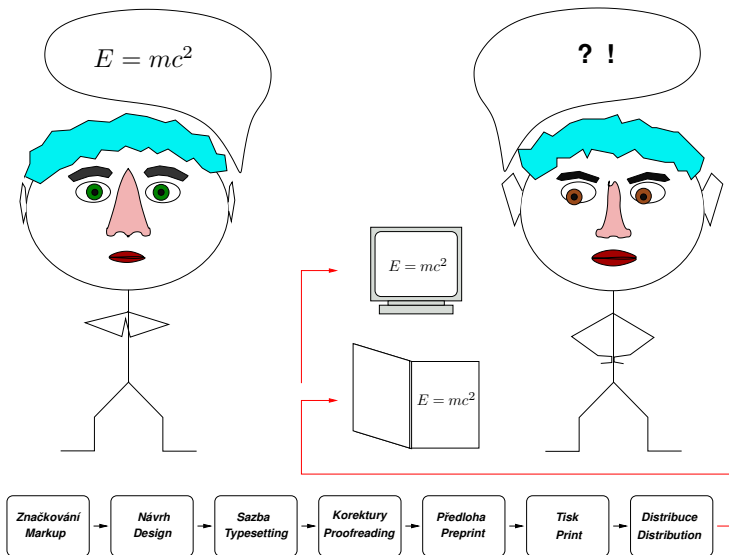 E = mc²
? !
E = mc²
E = mc²
Značkování
Markup
Návrh
Design
Sazba
Typesetting
Korektury
Proofreading
Předloha
Preprint
Tisk
Print
Distribuce
Distribution